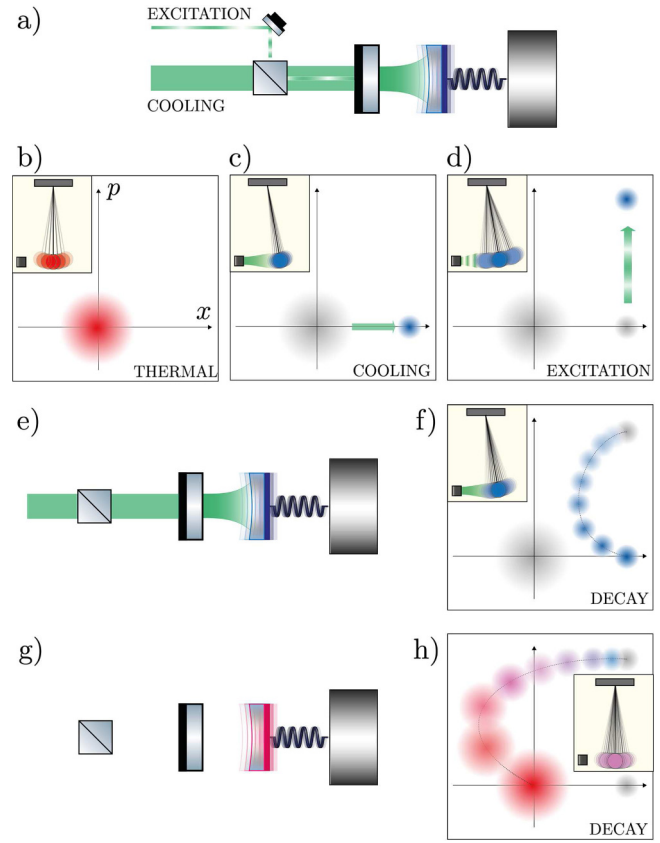 a)
EXCITATION
COOLING
b)
c)
d)
p
x
THERMAL
COOLING
EXCITATION
e)
f)
DECAY
g)
h)
DECAY